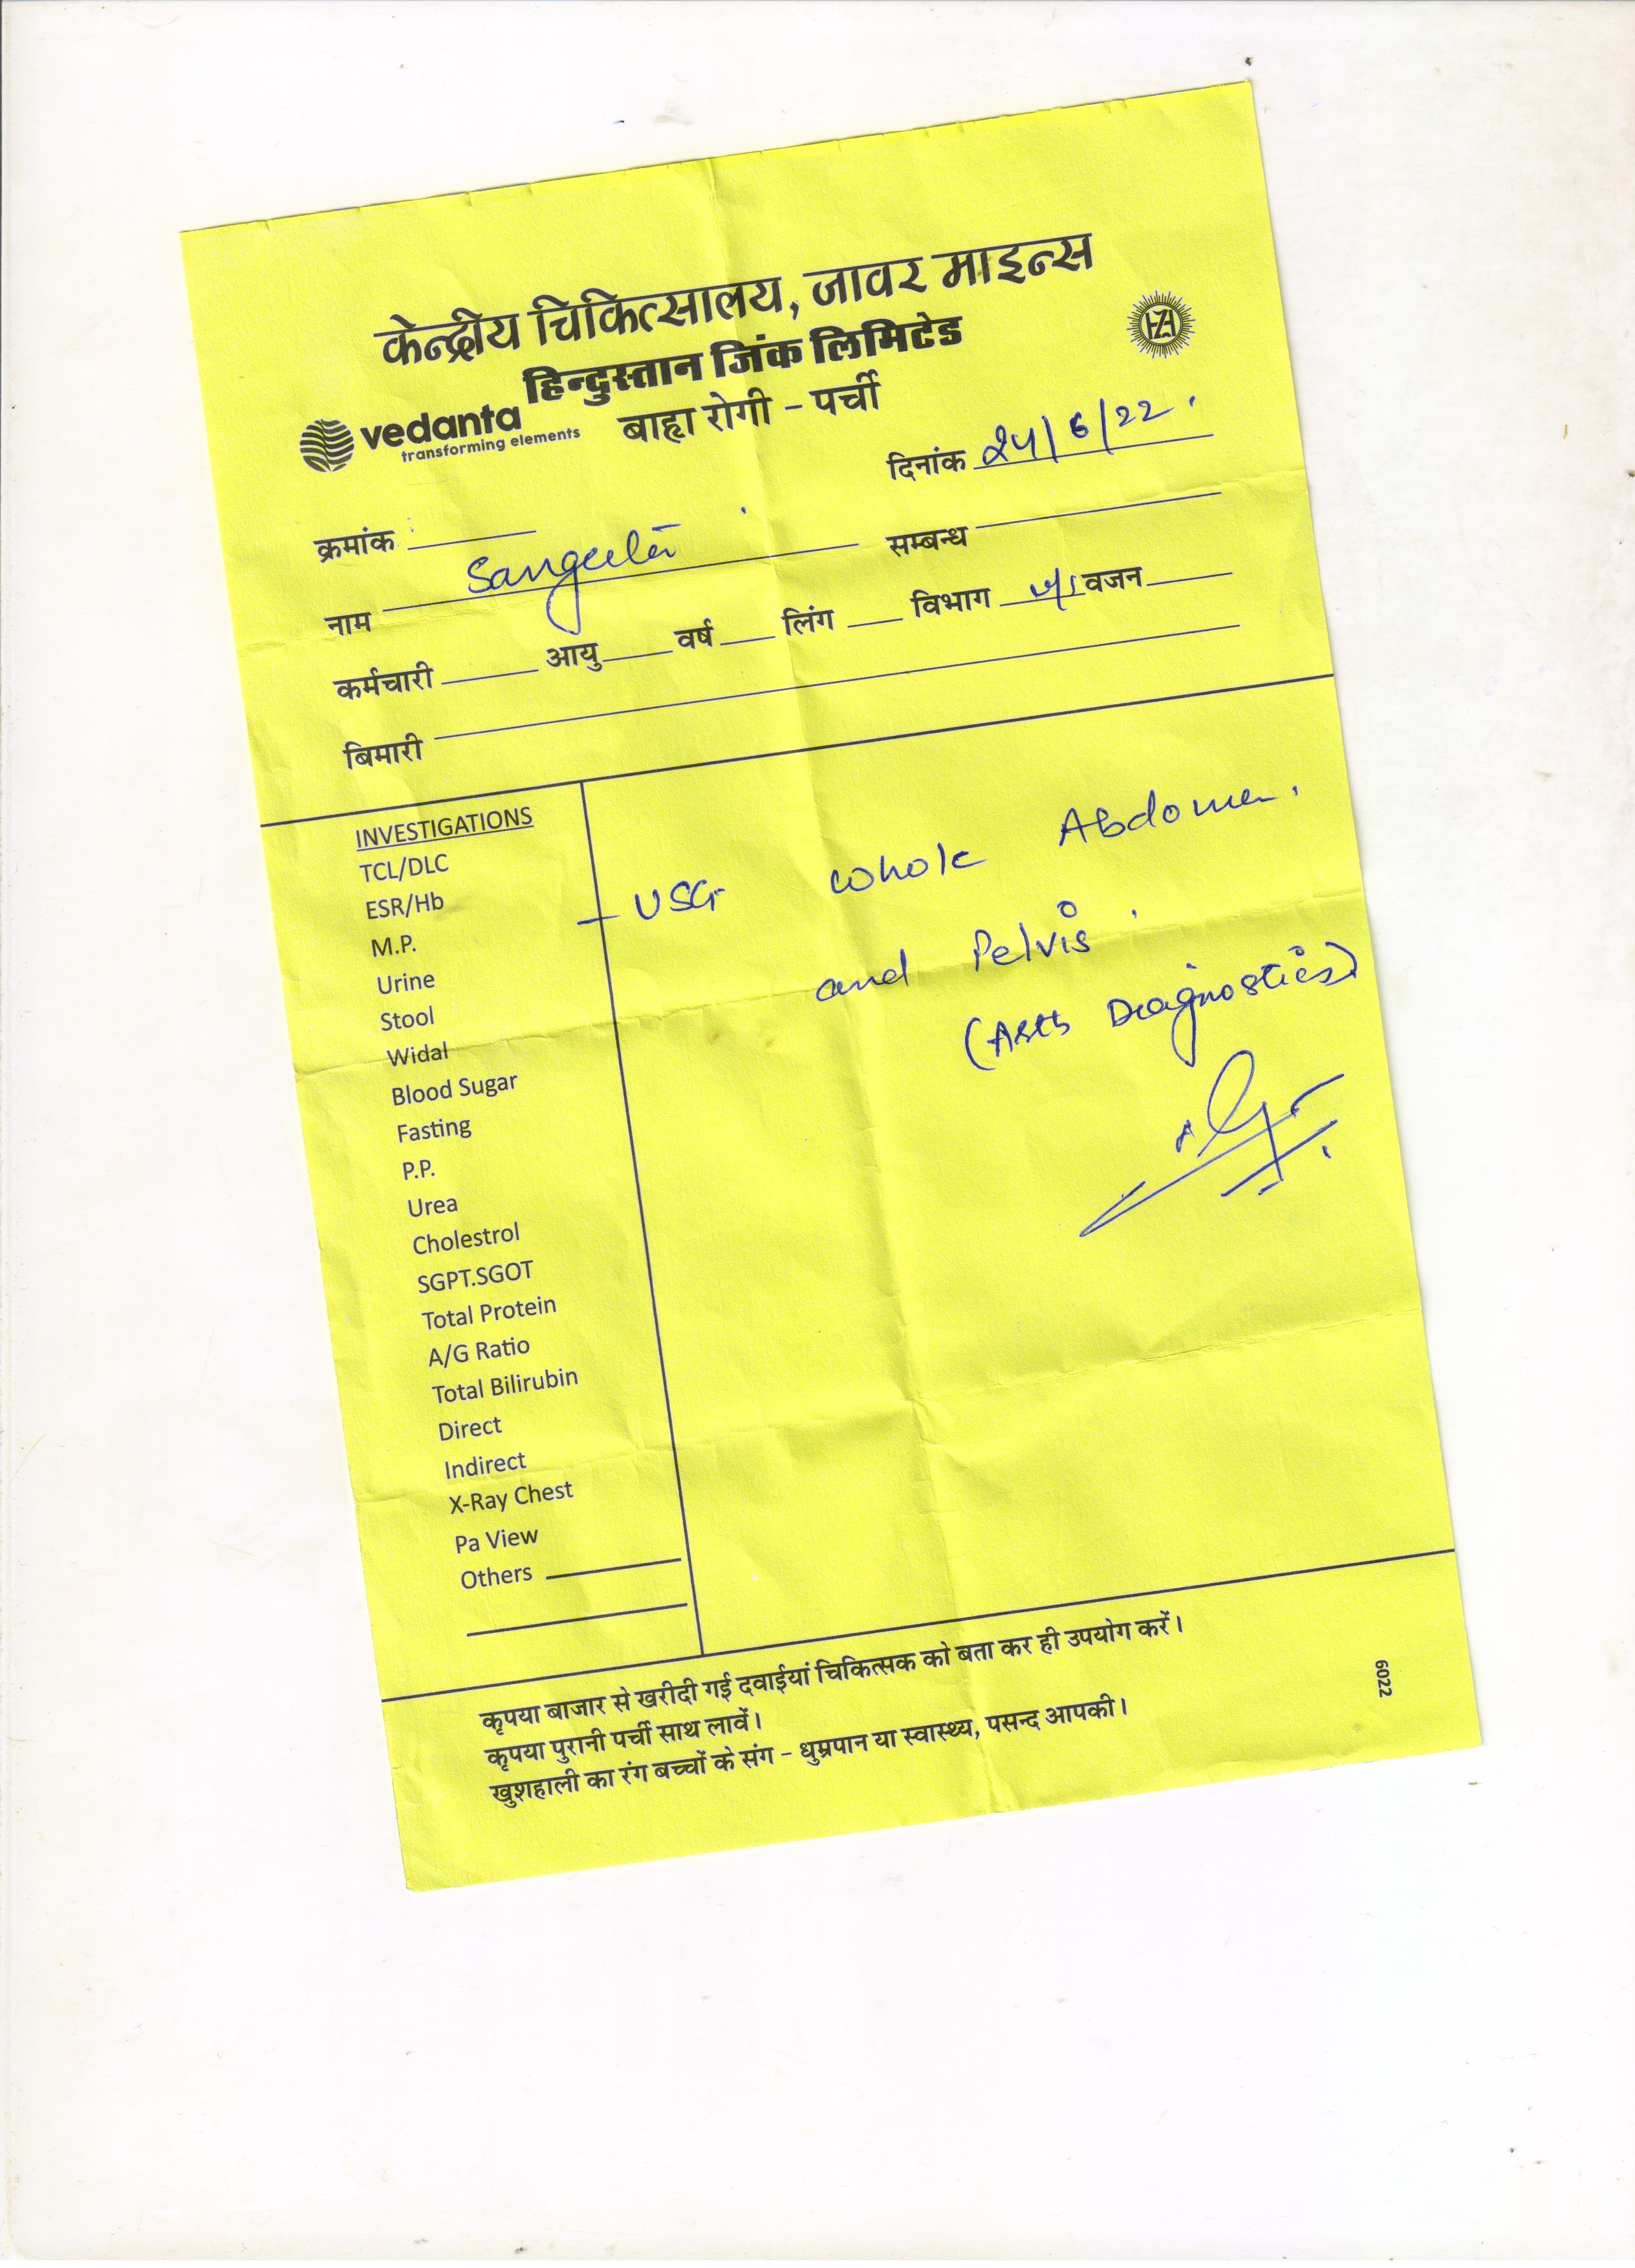 केन्द्रीय चिकित्सालय, जावर माइन्स
हिन्दुस्तान जिंक लिमिटेड
vedanta
transforming elements
बाह्य रोगी - पर्ची
HZ
दिनांक 24/6/22.
क्रमांक
सम्बन्ध
नाम Sangeeta
कर्मचारी आयु वर्ष लिंग विभाग वजन
बिमारी
INVESTIGATIONS
TCL/DLC
ESR/Hb
M.P.
Urine
Stool
Widal
Blood Sugar
Fasting
P.P.
Urea
Cholestrol
SGPT.SGOT
Total Protein
A/G Ratio
Total Bilirubin
Direct
Indirect
X-Ray Chest
Pa View
Others
- USG whole Abdomen.
and Pelvis.
(Diagnostics)
कृपया बाजार से खरीदी गई दवाईयां चिकित्सक को बता कर ही उपयोग करें।
कृपया पुरानी पर्ची साथ लावें।
खुशहाली का रंग बच्चों के संग - धुम्रपान या स्वास्थ्य, पसन्द आपकी।
6022